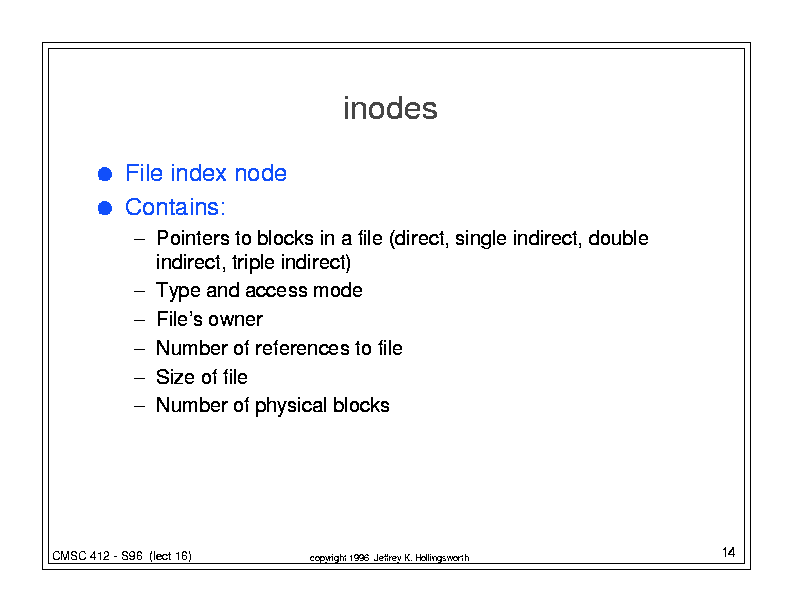 inodes
● File index node
● Contains:
– Pointers to blocks in a file (direct, single indirect, double
indirect, triple indirect)
– Type and access mode
– File's owner
– Number of references to file
– Size of file
– Number of physical blocks
CMSC 412 - S96 (lect 16)
copyright 1996 Jeffrey K. Hollingsworth
14